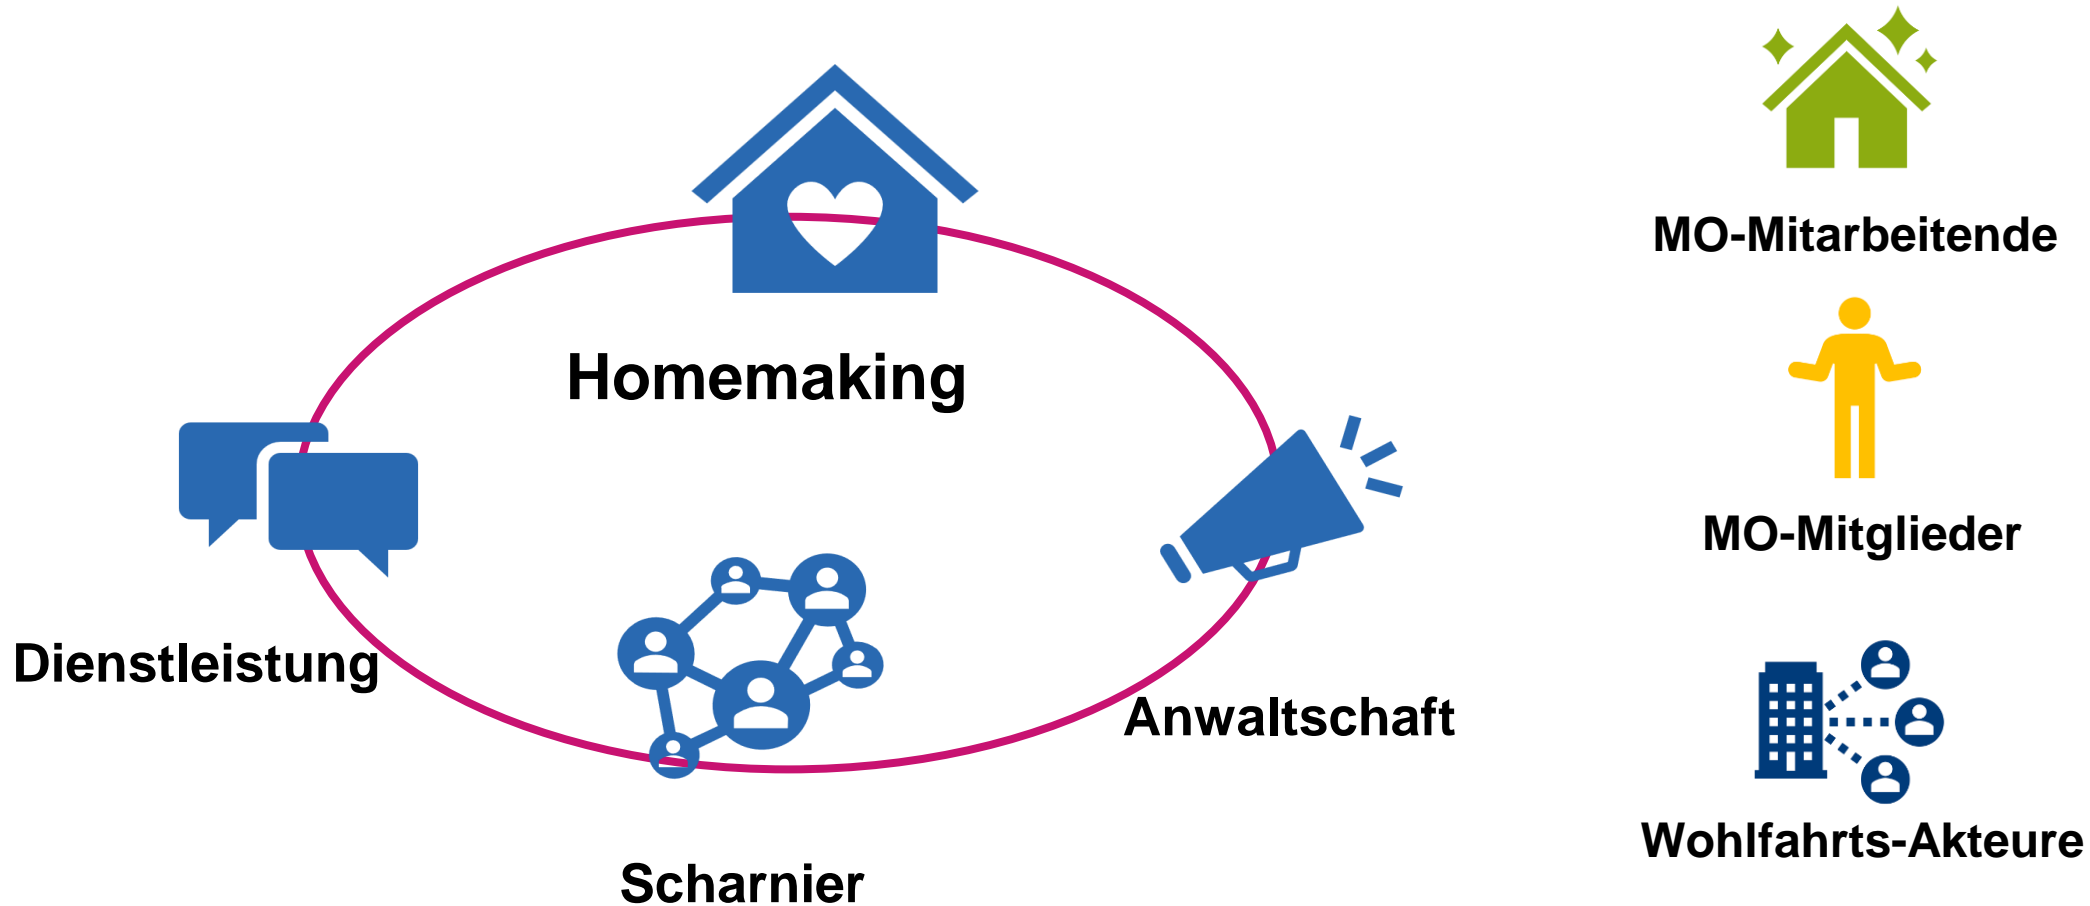 Homemaking
Dienstleistung
Anwaltschaft
Scharnier
MO-Mitarbeitende
MO-Mitglieder
Wohlfahrts-Akteure